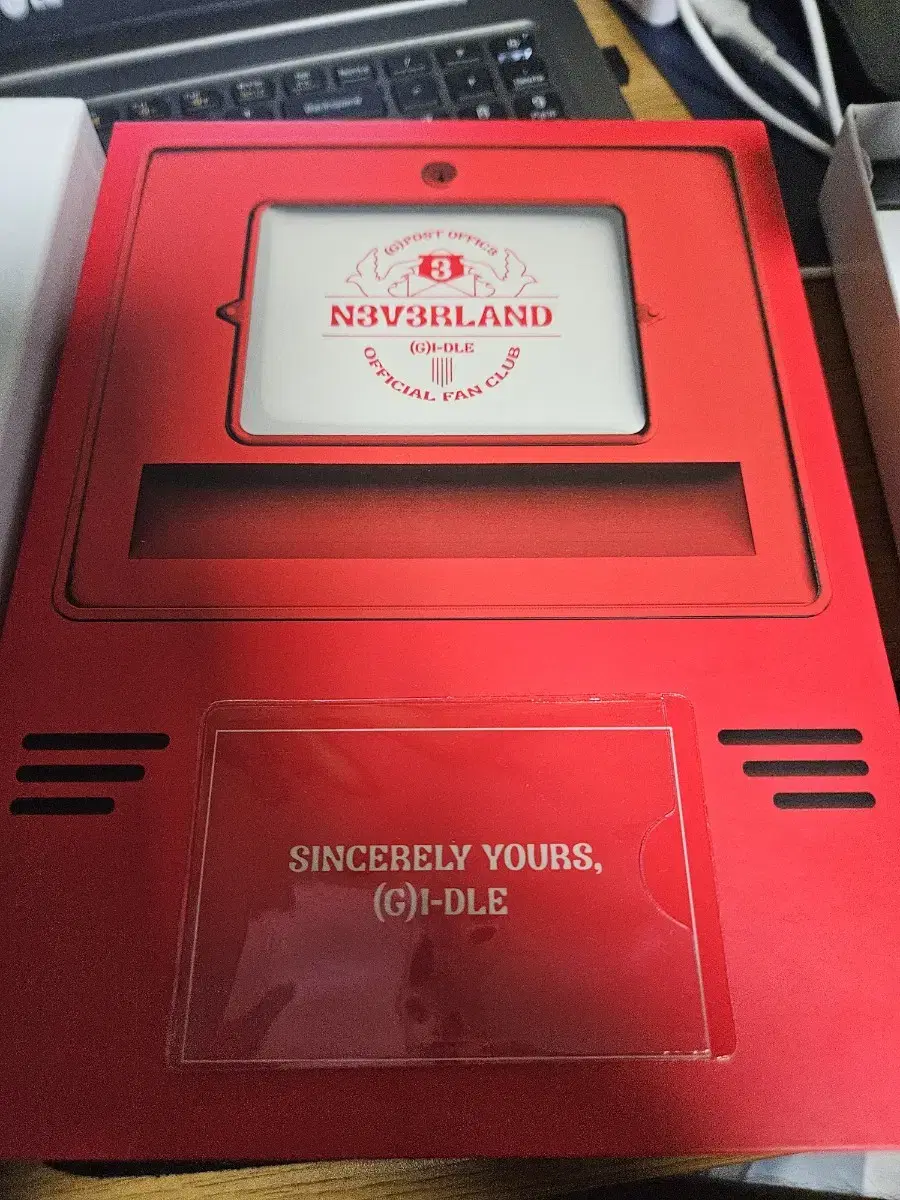 (G)POST OFFICE
3
N3V3RLAND
(G)I-DLE
OFFICIAL FAN CLUB
SINCERELY YOURS,
(G)I-DLE